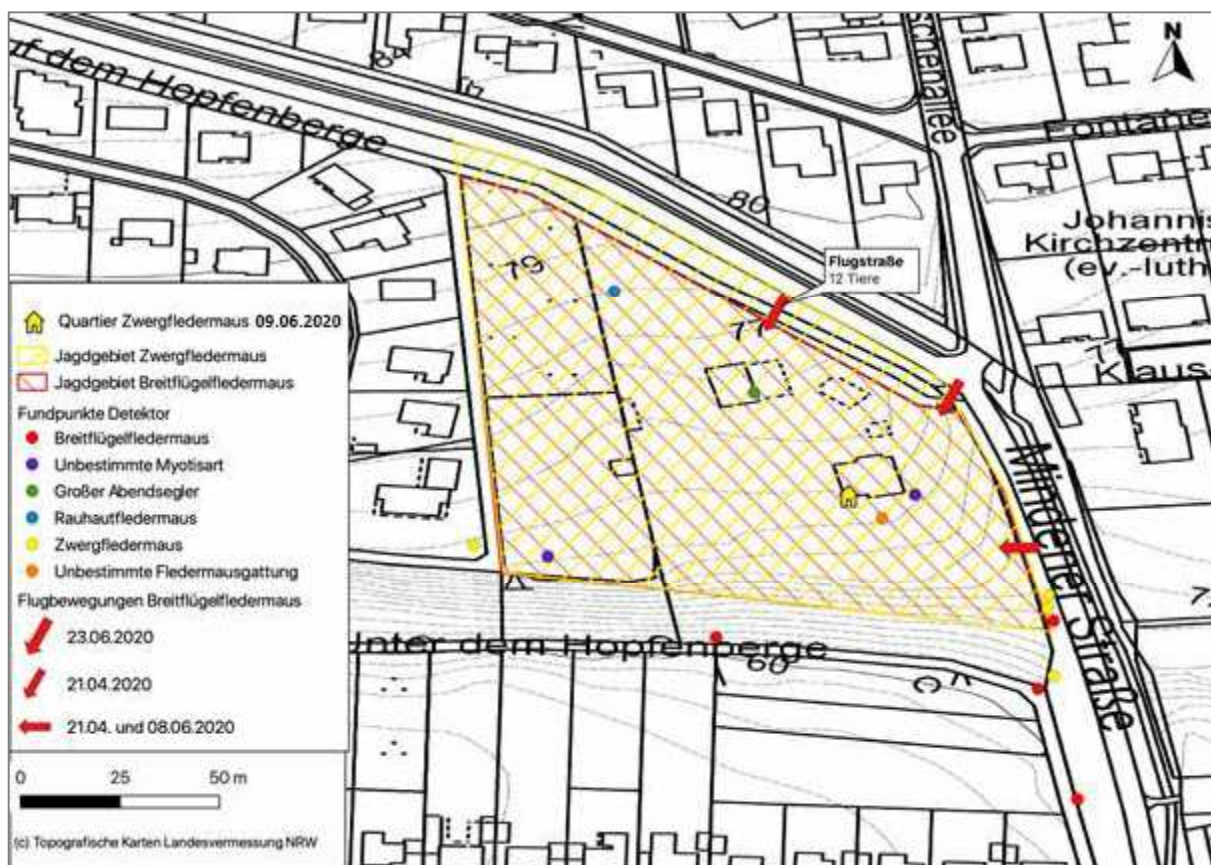 auf dem Hopfenberge
N
Fontane
80
Johannis
Kirchzentr
(ev.-luth
Flugstraße
12 Tiere
79
77
Klaus
Mindener Straße
Quartier Zwergfledermaus 09.06.2020
Jagdgebiet Zwergfledermaus
Jagdgebiet Breitflügelfledermaus
Fundpunkte Detektor
Breitflügelfledermaus
Unbestimmte Myotisart
Großer Abendsegler
Rauhautfledermaus
Zwergfledermaus
Unbestimmte Fledermausgattung
Flugbewegungen Breitflügelfledermaus
23.06.2020
21.04.2020
21.04. und 08.06.2020
unter dem Hopfenberge
60
0 25 50 m
(c) Topografische Karten Landesvermessung NRW